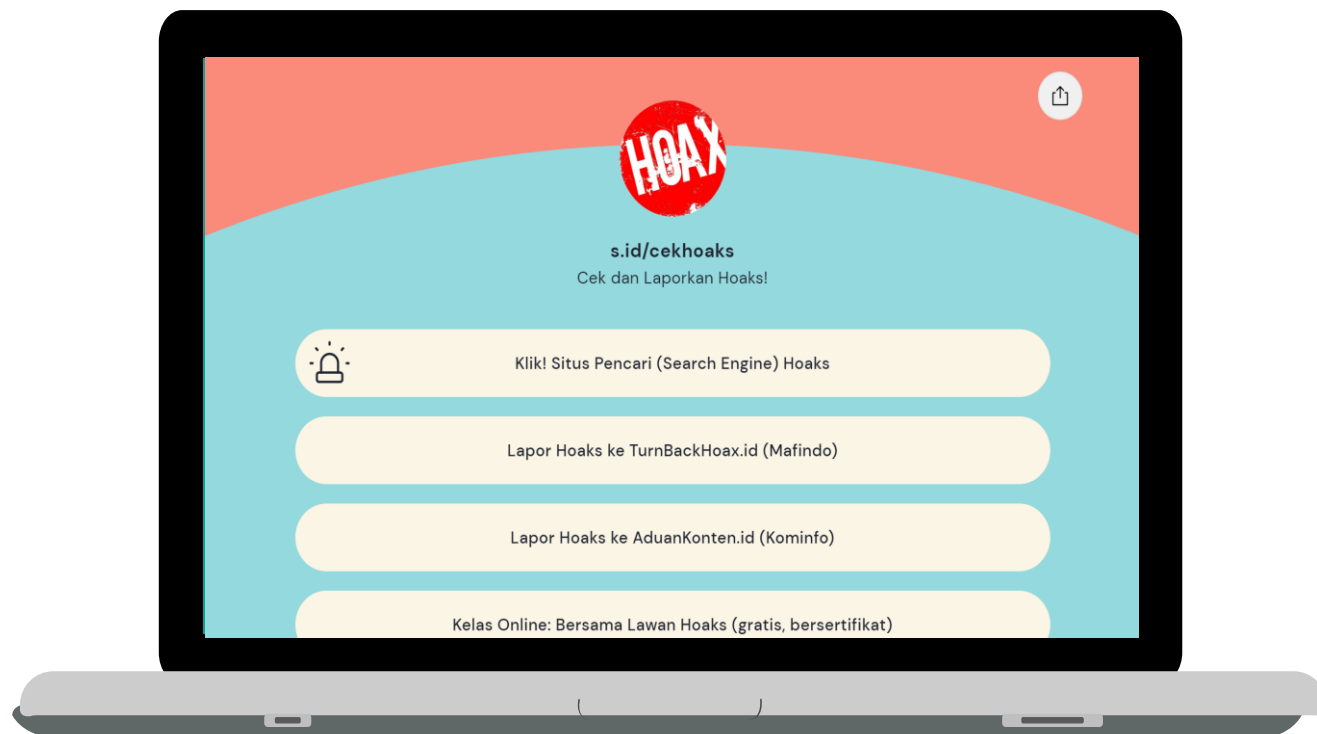 HOAX
s.id/cekhoaks
Cek dan Laporkan Hoaks!
Klik! Situs Pencari (Search Engine) Hoaks
Lapor Hoaks ke TurnBackHoax.id (Mafindo)
Lapor Hoaks ke AduanKonten.id (Kominfo)
Kelas Online: Bersama Lawan Hoaks (gratis, bersertifikat)